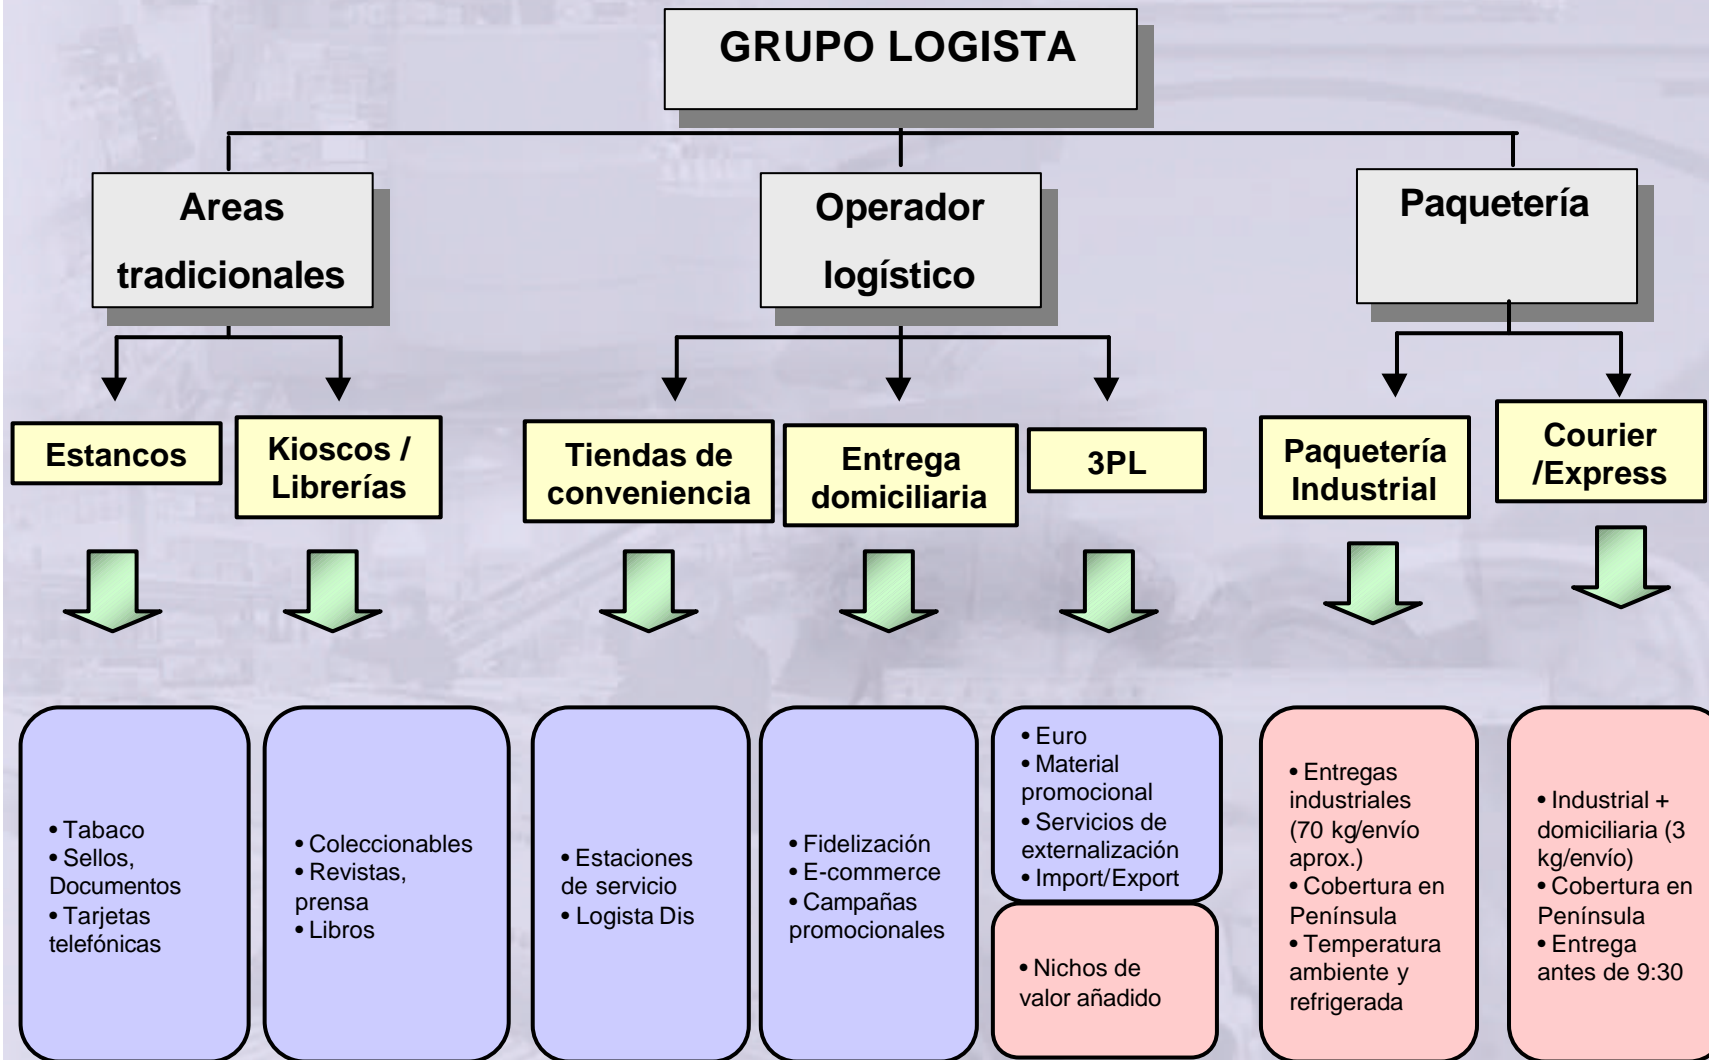 GRUPO LOGISTA
Areas
tradicionales
Operador
logístico
Paquetería
Estancos
Kioscos /
Librerías
Tiendas de
conveniencia
Entrega
domiciliaria
3PL
Paquetería
Industrial
Courier
/Express
• Tabaco
• Sellos,
Documentos
• Tarjetas
telefónicas
• Coleccionables
• Revistas,
prensa
• Libros
• Estaciones
de servicio
• Logista Dis
• Fidelización
• E-commerce
• Campañas
promocionales
• Euro
• Material
promocional
• Servicios de
externalización
• Import/Export
• Nichos de
valor añadido
• Entregas
industriales
(70 kg/envío
aprox.)
• Cobertura en
Península
• Temperatura
ambiente y
refrigerada
• Industrial +
domiciliaria (3
kg/envío)
• Cobertura en
Península
• Entrega
antes de 9:30